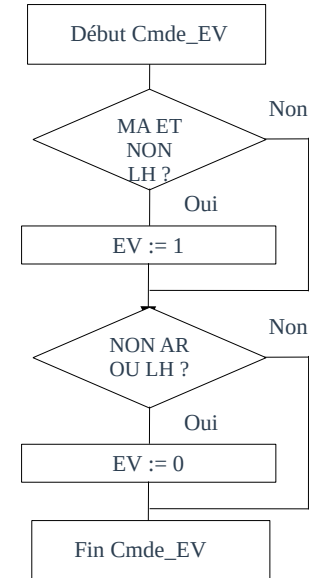 Début Cmde_EV
Non
MA ET
NON
LH ?
Oui
EV := 1
Non
NON AR
OU LH ?
Oui
EV := 0
Fin Cmde_EV